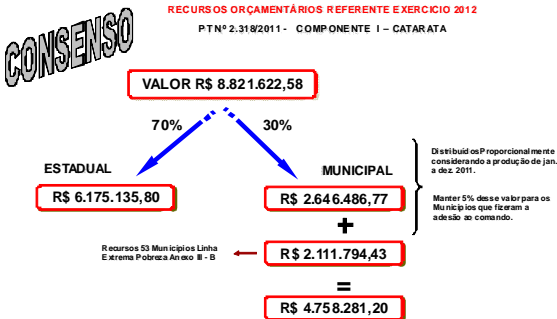 RECURSOS ORÇAMENTÁRIOS REFERENTE EXERCICIO 2012
PT Nº 2.318/2011 - COMPONENTE I – CATARATA
CONSENSO
VALOR R$ 8.821.622,58
70%
30%
ESTADUAL
MUNICIPAL
R$ 6.175.135,80
R$ 2.646.486,77
Distribuidos Proporcionalmente
considerando a produção de jan.
a dez. 2011.
Manter 5% desse valor para os
Municípios que fizeram a
adesão ao comando.
+
Recursos 53 Municípios Linha
Extrema Pobreza Anexo III - B
R$ 2.111.794,43
=
R$ 4.758.281,20